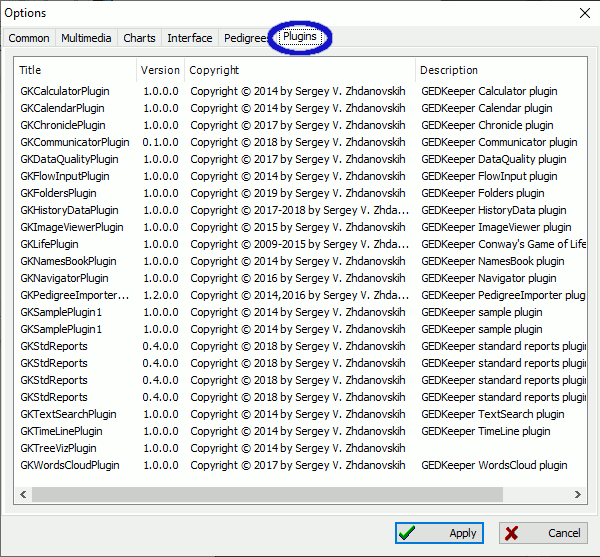 Options
Common Multimedia Charts Interface Pedigree Plugins
Title Version Copyright Description
GKCalculatorPlugin 1.0.0.0 Copyright © 2014 by Sergey V. Zhdanovskih GEDKeeper Calculator plugin
GKCalendarPlugin 1.0.0.0 Copyright © 2014 by Sergey V. Zhdanovskih GEDKeeper Calendar plugin
GKChroniclePlugin 1.0.0.0 Copyright © 2017 by Sergey V. Zhdanovskih GEDKeeper Chronicle plugin
GKCommunicatorPlugin 0.1.0.0 Copyright © 2018 by Sergey V. Zhdanovskih GEDKeeper Communicator plugin
GKDataQualityPlugin 1.0.0.0 Copyright © 2017 by Sergey V. Zhdanovskih GEDKeeper DataQuality plugin
GKFlowInputPlugin 1.0.0.0 Copyright © 2014 by Sergey V. Zhdanovskih GEDKeeper FlowInput plugin
GKFoldersPlugin 1.0.0.0 Copyright © 2019 by Sergey V. Zhdanovskih GEDKeeper Folders plugin
GKHistoryDataPlugin 1.0.0.0 Copyright © 2017-2018 by Sergey V. Zhda... GEDKeeper HistoryData plugin
GKImageViewerPlugin 1.0.0.0 Copyright © 2015 by Sergey V. Zhdanovskih GEDKeeper ImageViewer plugin
GKLifePlugin 1.0.0.0 Copyright © 2009-2015 by Sergey V. Zhda... GEDKeeper Conway's Game of Life
GKNamesBookPlugin 1.0.0.0 Copyright © 2014 by Sergey V. Zhdanovskih GEDKeeper NamesBook plugin
GKNavigatorPlugin 1.0.0.0 Copyright © 2016 by Sergey V. Zhdanovskih GEDKeeper Navigator plugin
GKPedigreeImporter... 1.2.0.0 Copyright © 2014,2016 by Sergey V. Zhda... GEDKeeper PedigreeImporter plug
GKSamplePlugin1 1.0.0.0 Copyright © 2014 by Sergey V. Zhdanovskih GEDKeeper sample plugin
GKSamplePlugin1 1.0.0.0 Copyright © 2014 by Sergey V. Zhdanovskih GEDKeeper sample plugin
GKStdReports 0.4.0.0 Copyright © 2018 by Sergey V. Zhdanovskih GEDKeeper standard reports plugin
GKStdReports 0.4.0.0 Copyright © 2018 by Sergey V. Zhdanovskih GEDKeeper standard reports plugin
GKStdReports 0.4.0.0 Copyright © 2018 by Sergey V. Zhdanovskih GEDKeeper standard reports plugin
GKStdReports 0.4.0.0 Copyright © 2018 by Sergey V. Zhdanovskih GEDKeeper standard reports plugin
GKTextSearchPlugin 1.0.0.0 Copyright © 2014 by Sergey V. Zhdanovskih GEDKeeper TextSearch plugin
GKTimeLinePlugin 1.0.0.0 Copyright © 2014 by Sergey V. Zhdanovskih GEDKeeper TimeLine plugin
GKTreeVizPlugin 1.0.0.0 Copyright © 2014 by Sergey V. Zhdanovskih
GKWordsCloudPlugin 1.0.0.0 Copyright © 2017 by Sergey V. Zhdanovskih GEDKeeper WordsCloud plugin
Apply Cancel